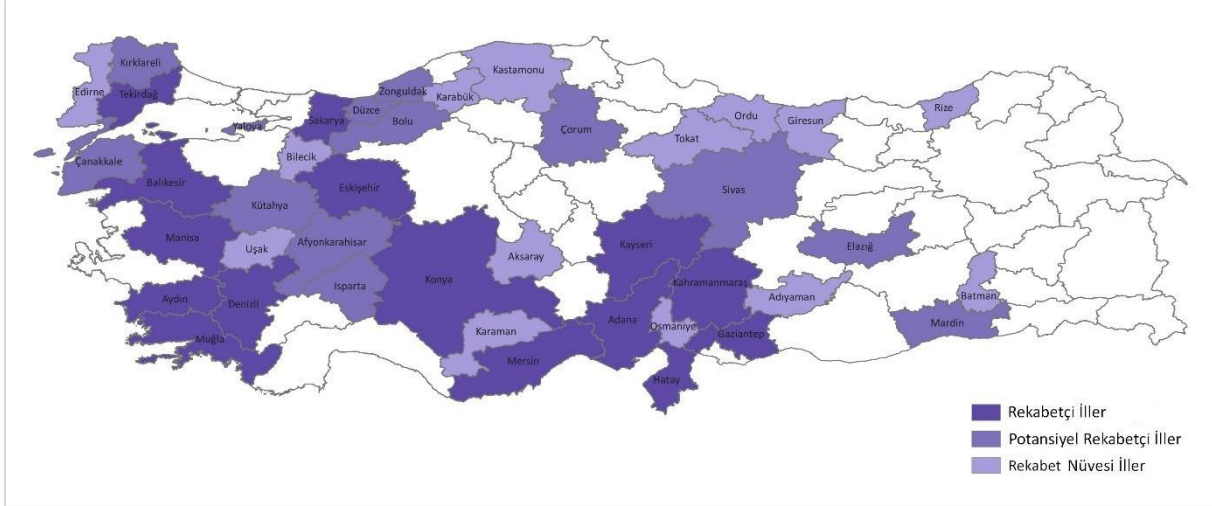 Kırklareli
Edirne
Tekirdağ
Kastamonu
Zonguldak
Karabük
Düzce
Bolu
Sakarya
Yalova
Bilecik
Çanakkale
Balıkesir
Eskişehir
Kütahya
Manisa
Uşak
Afyonkarahisar
Isparta
Aydın
Denizli
Muğla
Konya
Aksaray
Karaman
Mersin
Çorum
Tokat
Ordu
Giresun
Rize
Sivas
Kayseri
Kahramanmaraş
Adana
Osmaniye
Gaziantep
Hatay
Adıyaman
Elazığ
Batman
Mardin
Rekabetçi İller
Potansiyel Rekabetçi İller
Rekabet Nüvesi İller